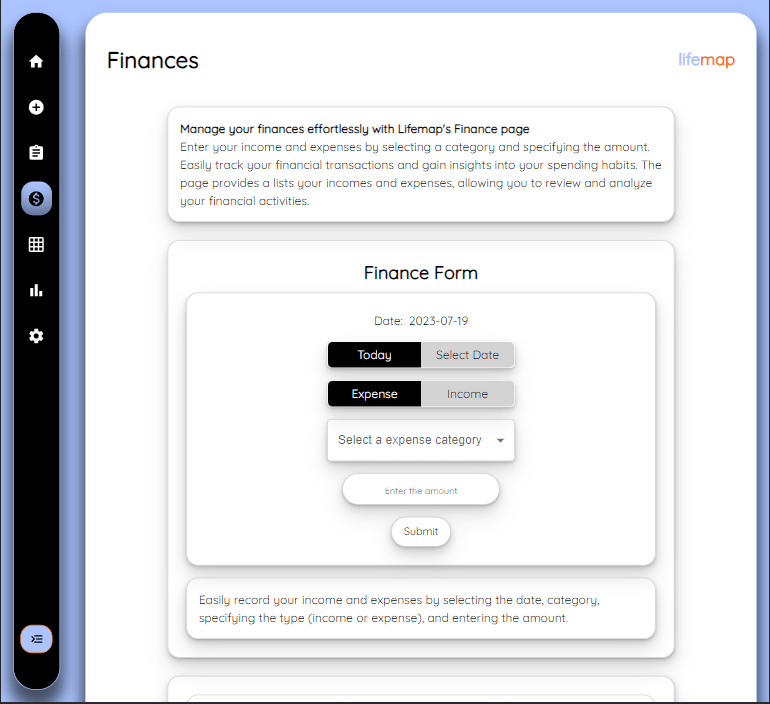 Finances
lifemap
Manage your finances effortlessly with Lifemap's Finance page
Enter your income and expenses by selecting a category and specifying the amount.
Easily track your financial transactions and gain insights into your spending habits. The
page provides a lists your incomes and expenses, allowing you to review and analyze
your financial activities.
Finance Form
Date: 2023-07-19
Today Select Date
Expense Income
Select a expense category
Enter the amount
Submit
Easily record your income and expenses by selecting the date, category,
specifying the type (income or expense), and entering the amount.